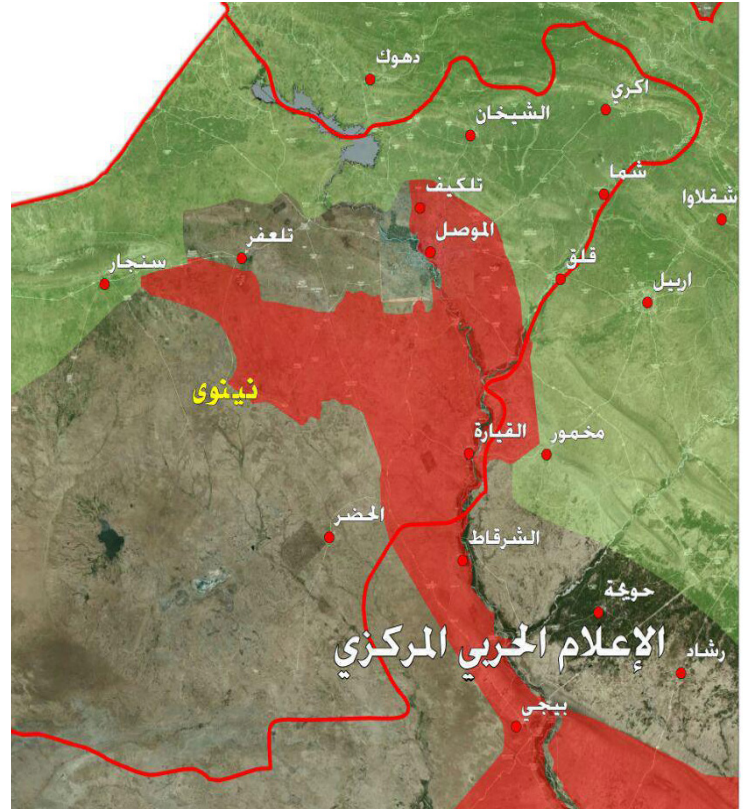 دهوك
اكري
الشيخان
شما
تلكيف
شقلاوا
الموصل
تلعفر
سنجار
قلق
اربيل
نينوى
القيارة
مخمور
الحضر
الشرقاط
حويجة
الإعلام الحربي المركزي
رشاد
بيجي